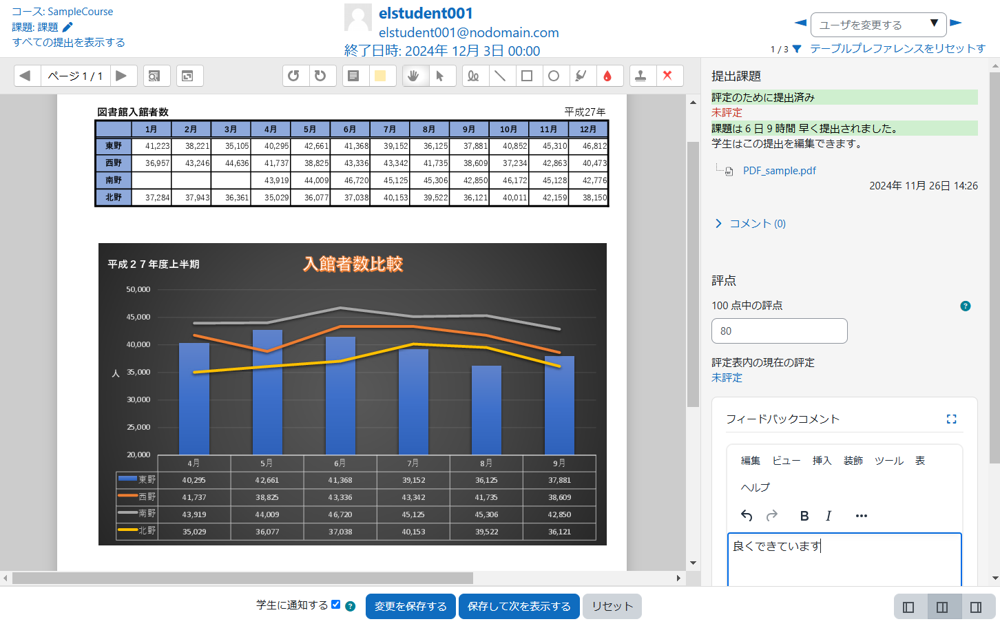 コース: SampleCourse
課題: 課題
すべての提出を表示する
elstudent001
elstudent001@nodomain.com
終了日時: 2024年 12月 3日 00:00
ユーザを変更する ▼
1 / 3 テーブルプレファレンスをリセットす
ページ 1 / 1
図書館入館者数 平成27年
1月 2月 3月 4月 5月 6月 7月 8月 9月 10月 11月 12月
東野 41,223 38,221 35,105 40,295 42,661 41,368 39,152 36,125 37,881 40,852 45,310 46,812
西野 36,957 43,246 44,636 41,737 38,825 43,336 43,342 41,735 38,609 37,234 42,863 40,473
南野 43,919 44,009 46,720 45,125 45,306 42,850 46,172 45,128 42,776
北野 37,284 37,943 36,361 35,029 36,077 37,038 40,153 39,522 36,121 40,011 42,159 38,150
平成27年度上半期 入館者数比較
50,000
45,000
40,000
人 35,000
30,000
25,000
20,000
4月 5月 6月 7月 8月 9月
東野 40,295 42,661 41,368 39,152 36,125 37,881
西野 41,737 38,825 43,336 43,342 41,735 38,609
南野 43,919 44,009 46,720 45,125 45,306 42,850
北野 35,029 36,077 37,038 40,153 39,522 36,121
提出課題
評定のために提出済み
未評定
課題は 6 日 9 時間 早く提出されました。
学生はこの提出を編集できます。
PDF_sample.pdf
2024年 11月 26日 14:26
コメント (0)
評点
100 点中の評点
80
評定表内の現在の評定
未評定
フィードバックコメント
編集 ビュー 挿入 装飾 ツール 表
ヘルプ
B I
良くできています
学生に通知する 変更を保存する 保存して次を表示する リセット